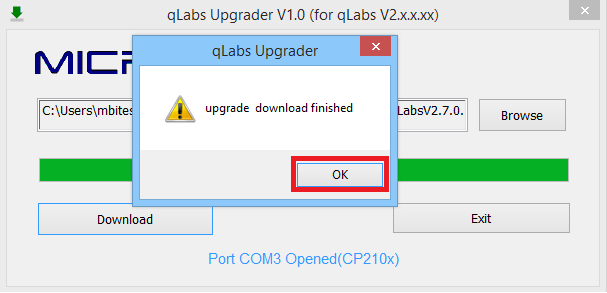 qLabs Upgrader V1.0 (for qLabs V2.x.x.xx)
qLabs Upgrader
upgrade  download finished
C:\Users\mbites
LabsV2.7.0.
Browse
OK
Download
Exit
Port COM3 Opened(CP210x)